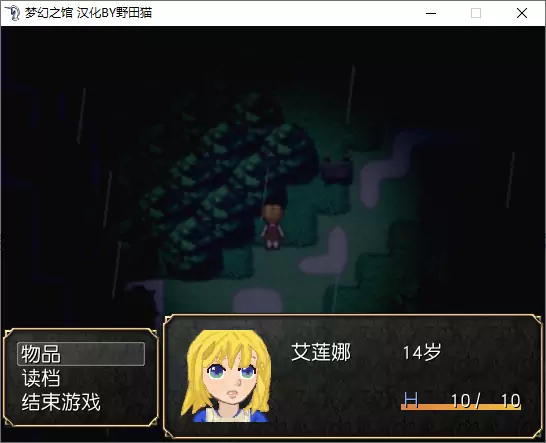 梦幻之馆 汉化BY野田猫
物品
读档
结束游戏
艾莲娜 14岁
H 10/ 10